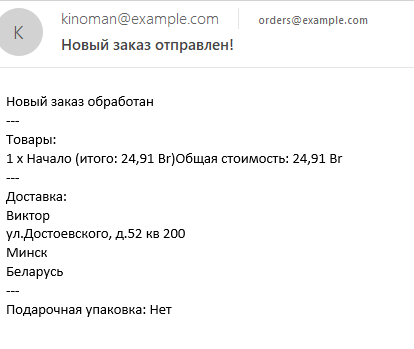 K
kinoman@example.com
orders@example.com
Новый заказ отправлен!
Новый заказ обработан
---
Товары:
1 x Начало (итого: 24,91 Br)Общая стоимость: 24,91 Br
---
Доставка:
Виктор
ул.Достоевского, д.52 кв 200
Минск
Беларусь
---
Подарочная упаковка: Нет